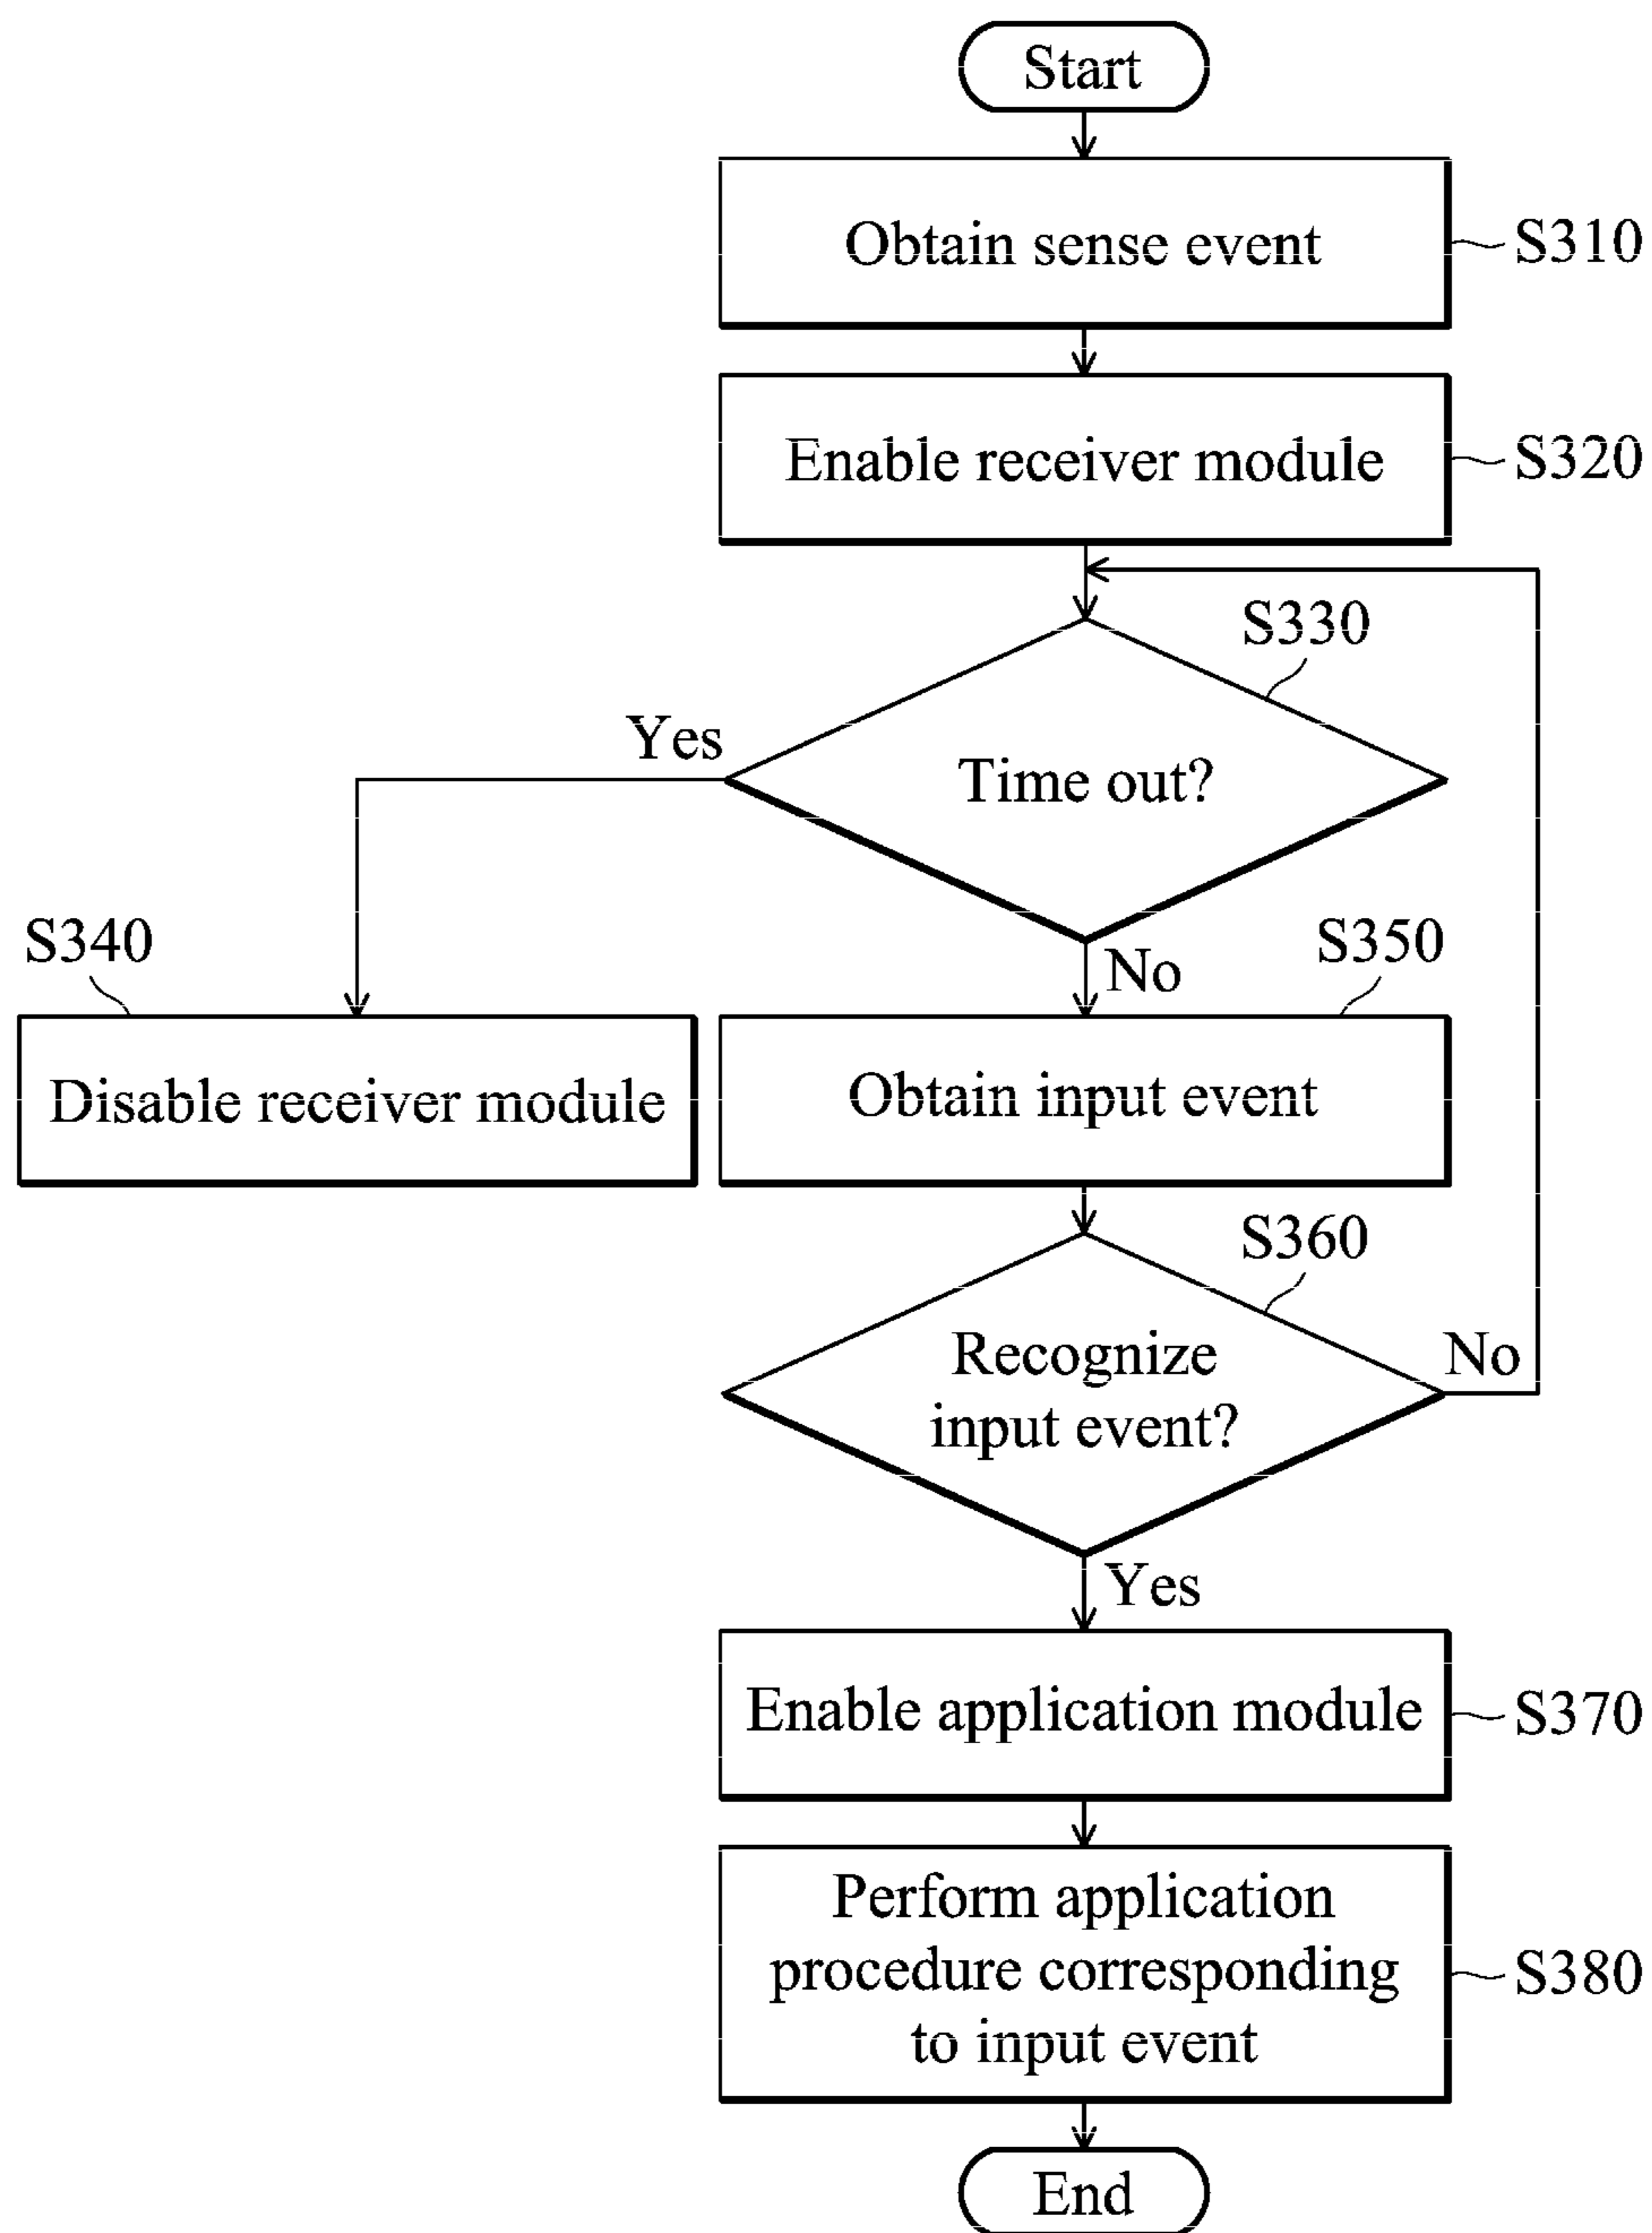 Start
Obtain sense event
S310
Enable receiver module
S320
S330
Yes
Time out?
S340
No
S350
Disable receiver module
Obtain input event
S360
Recognize
input event?
No
Yes
Enable application module
S370
Perform application
procedure corresponding
to input event
S380
End